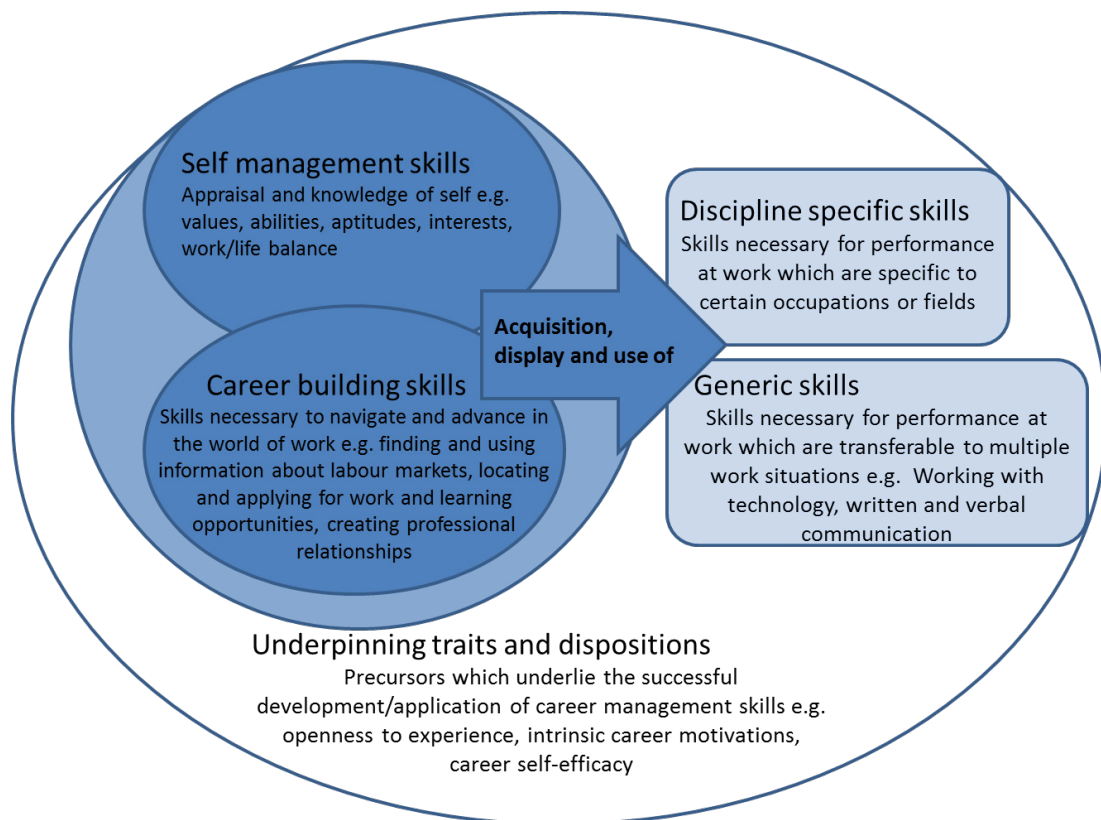 Self management skills
Appraisal and knowledge of self e.g.
values, abilities, aptitudes, interests,
work/life balance
Career building skills
Skills necessary to navigate and advance in
the world of work e.g. finding and using
information about labour markets, locating
and applying for work and learning
opportunities, creating professional
relationships
Acquisition,
display and use of
Discipline specific skills
Skills necessary for performance
at work which are specific to
certain occupations or fields
Generic skills
Skills necessary for performance at
work which are transferable to multiple
work situations e.g.  Working with
technology, written and verbal
communication
Underpinning traits and dispositions
Precursors which underlie the successful
development/application of career management skills e.g.
openness to experience, intrinsic career motivations,
career self-efficacy